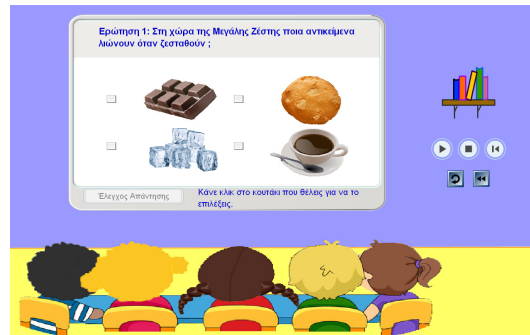 Ερώτηση 1: Στη χώρα της Μεγάλης Ζέστης ποια αντικείμενα
λιώνουν όταν ζεσταθούν ;
Έλεγχος Απάντησης
Κάνε κλικ στο κουτάκι που θέλεις για να το
επιλέξεις.